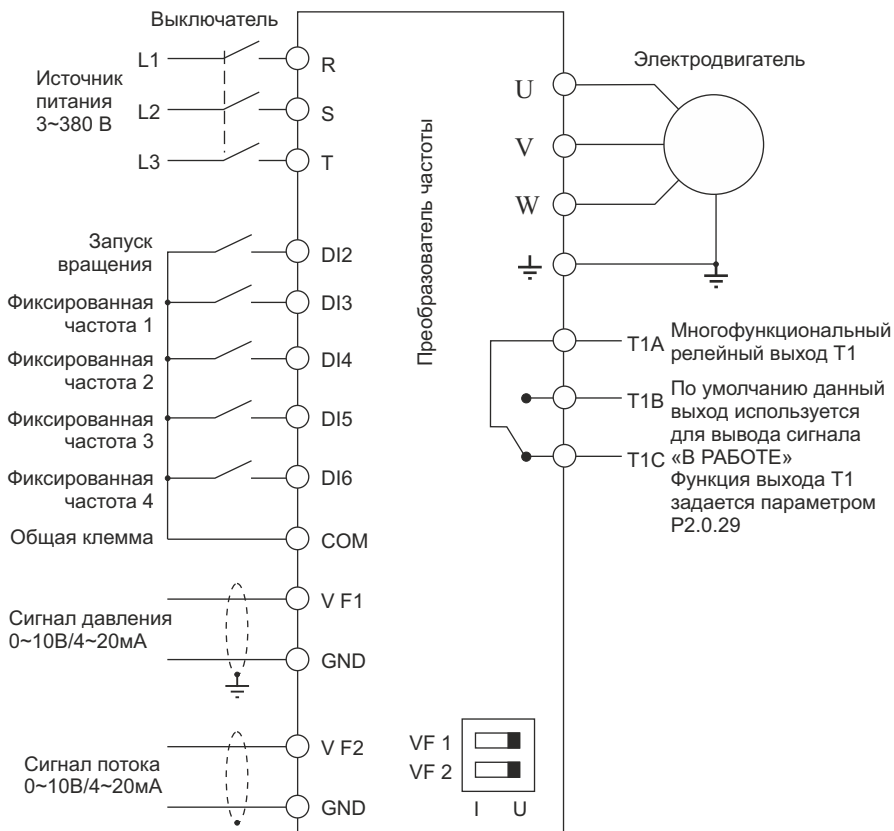 Выключатель
L1
R
Источник
питания
3~380 В
L2
S
L3
T
Запуск
вращения
DI2
Фиксированная
частота 1
DI3
Фиксированная
частота 2
DI4
Фиксированная
частота 3
DI5
Фиксированная
частота 4
DI6
Общая клемма
COM
Сигнал давления
0~10В/4~20мА
V F1
GND
Сигнал потока
0~10В/4~20мА
V F2
GND
Преобразователь частоты
VF 1
VF 2
I U
Электродвигатель
U
V
W
T1A
T1B
T1C
Многофункциональный
релейный выход T1
По умолчанию данный
выход используется
для вывода сигнала
«В РАБОТЕ»
Функция выхода T1
задается параметром
P2.0.29